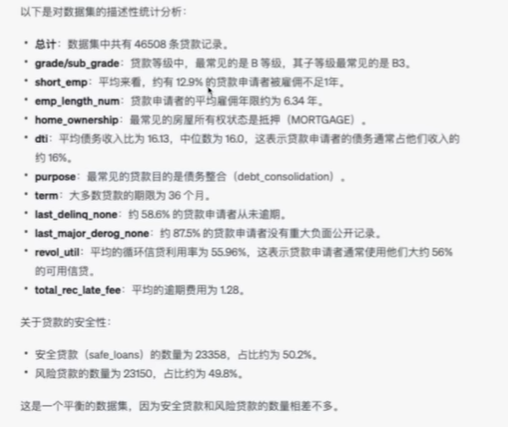 以下是对数据集的描述性统计分析：
• 总计：数据集中共有 46508 条贷款记录。
• grade/sub_grade：贷款等级中，最常见的是 B 等级，其子等级最常见的是 B3。
• short_emp：平均来看，约有 12.9% 的贷款申请者被雇佣不足1年。
• emp_length_num：贷款申请者的平均雇佣年限约为 6.34 年。
• home_ownership：最常见的房屋所有权状态是抵押（MORTGAGE）。
• dti：平均债务收入比为 16.13，中位数为 16.0，这表示贷款申请者的债务通常占他们收入的
约 16%。
• purpose：最常见的贷款目的是债务整合（debt_consolidation）。
• term：大多数贷款的期限为 36 个月。
• last_delinq_none：约 58.6% 的贷款申请者从未逾期。
• last_major_derog_none：约 87.5% 的贷款申请者没有重大负面公开记录。
• revol_util：平均的循环信贷利用率为 55.96%，这表示贷款申请者通常使用他们大约 56%
的可用信贷。
• total_rec_late_fee：平均的逾期费用为 1.28。
关于贷款的安全性：
• 安全贷款（safe_loans）的数量为 23358，占比约为 50.2%。
• 风险贷款的数量为 23150，占比约为 49.8%。
这是一个平衡的数据集，因为安全贷款和风险贷款的数量相差不多。